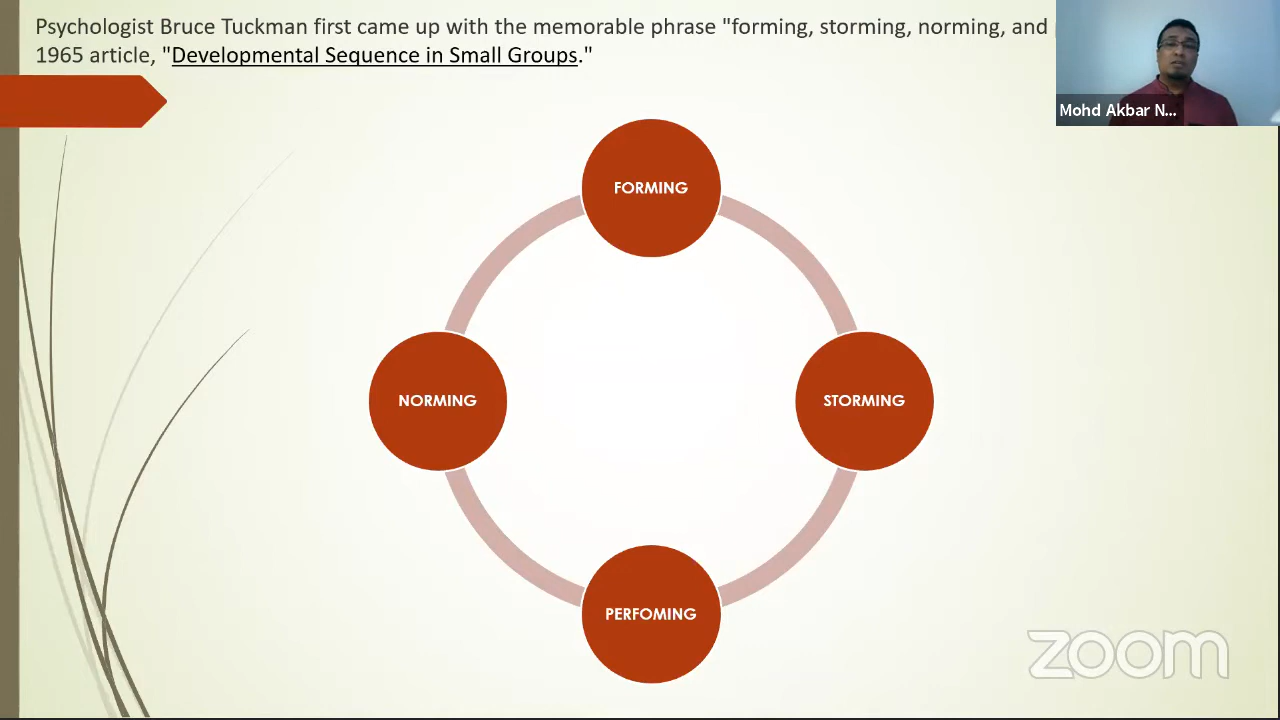 Psychologist Bruce Tuckman first came up with the memorable phrase "forming, storming, norming, and
1965 article, "Developmental Sequence in Small Groups."
Mohd Akbar N...
FORMING
NORMING
STORMING
PERFOMING
zoom